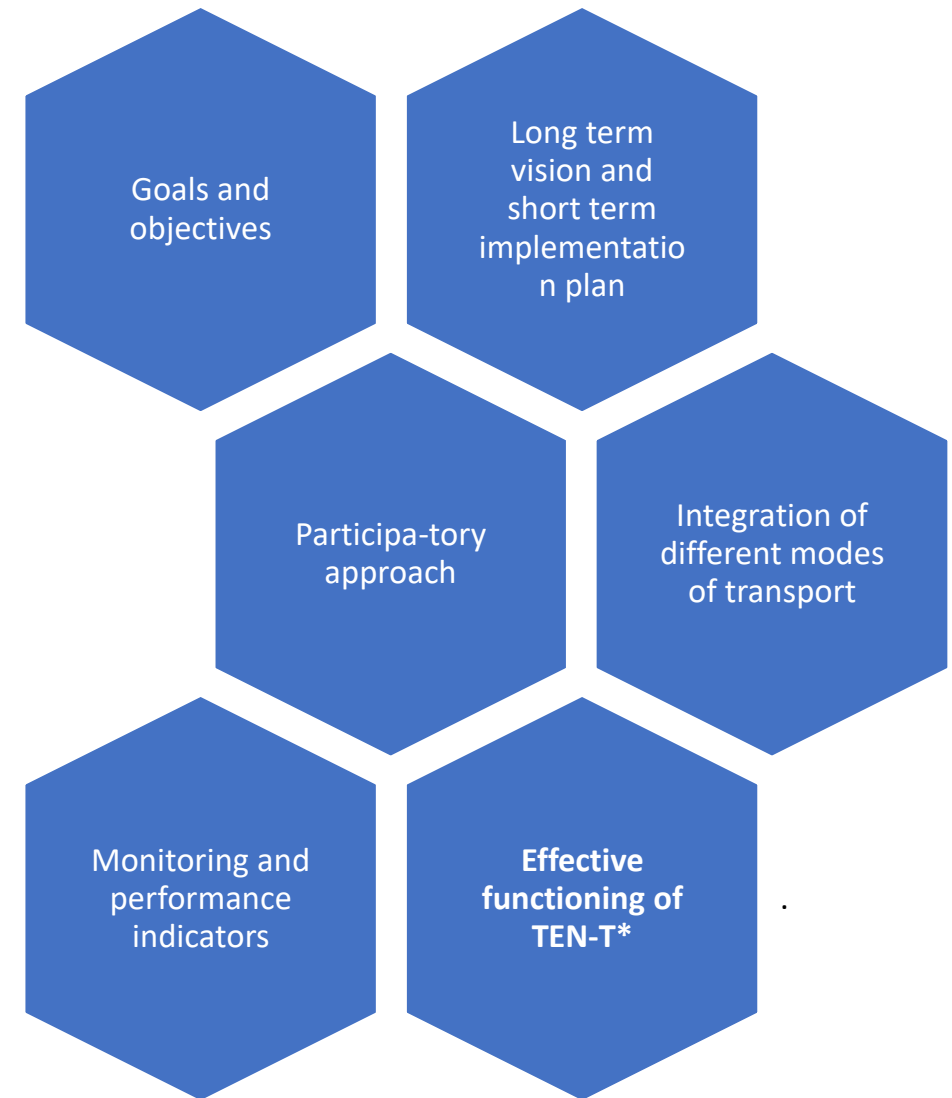 Goals and
objectives
Long term
vision and
short term
implementatio
n plan
Participa-tory
approach
Integration of
different modes
of transport
Monitoring and
performance
indicators
Effective
functioning of
TEN-T*
.